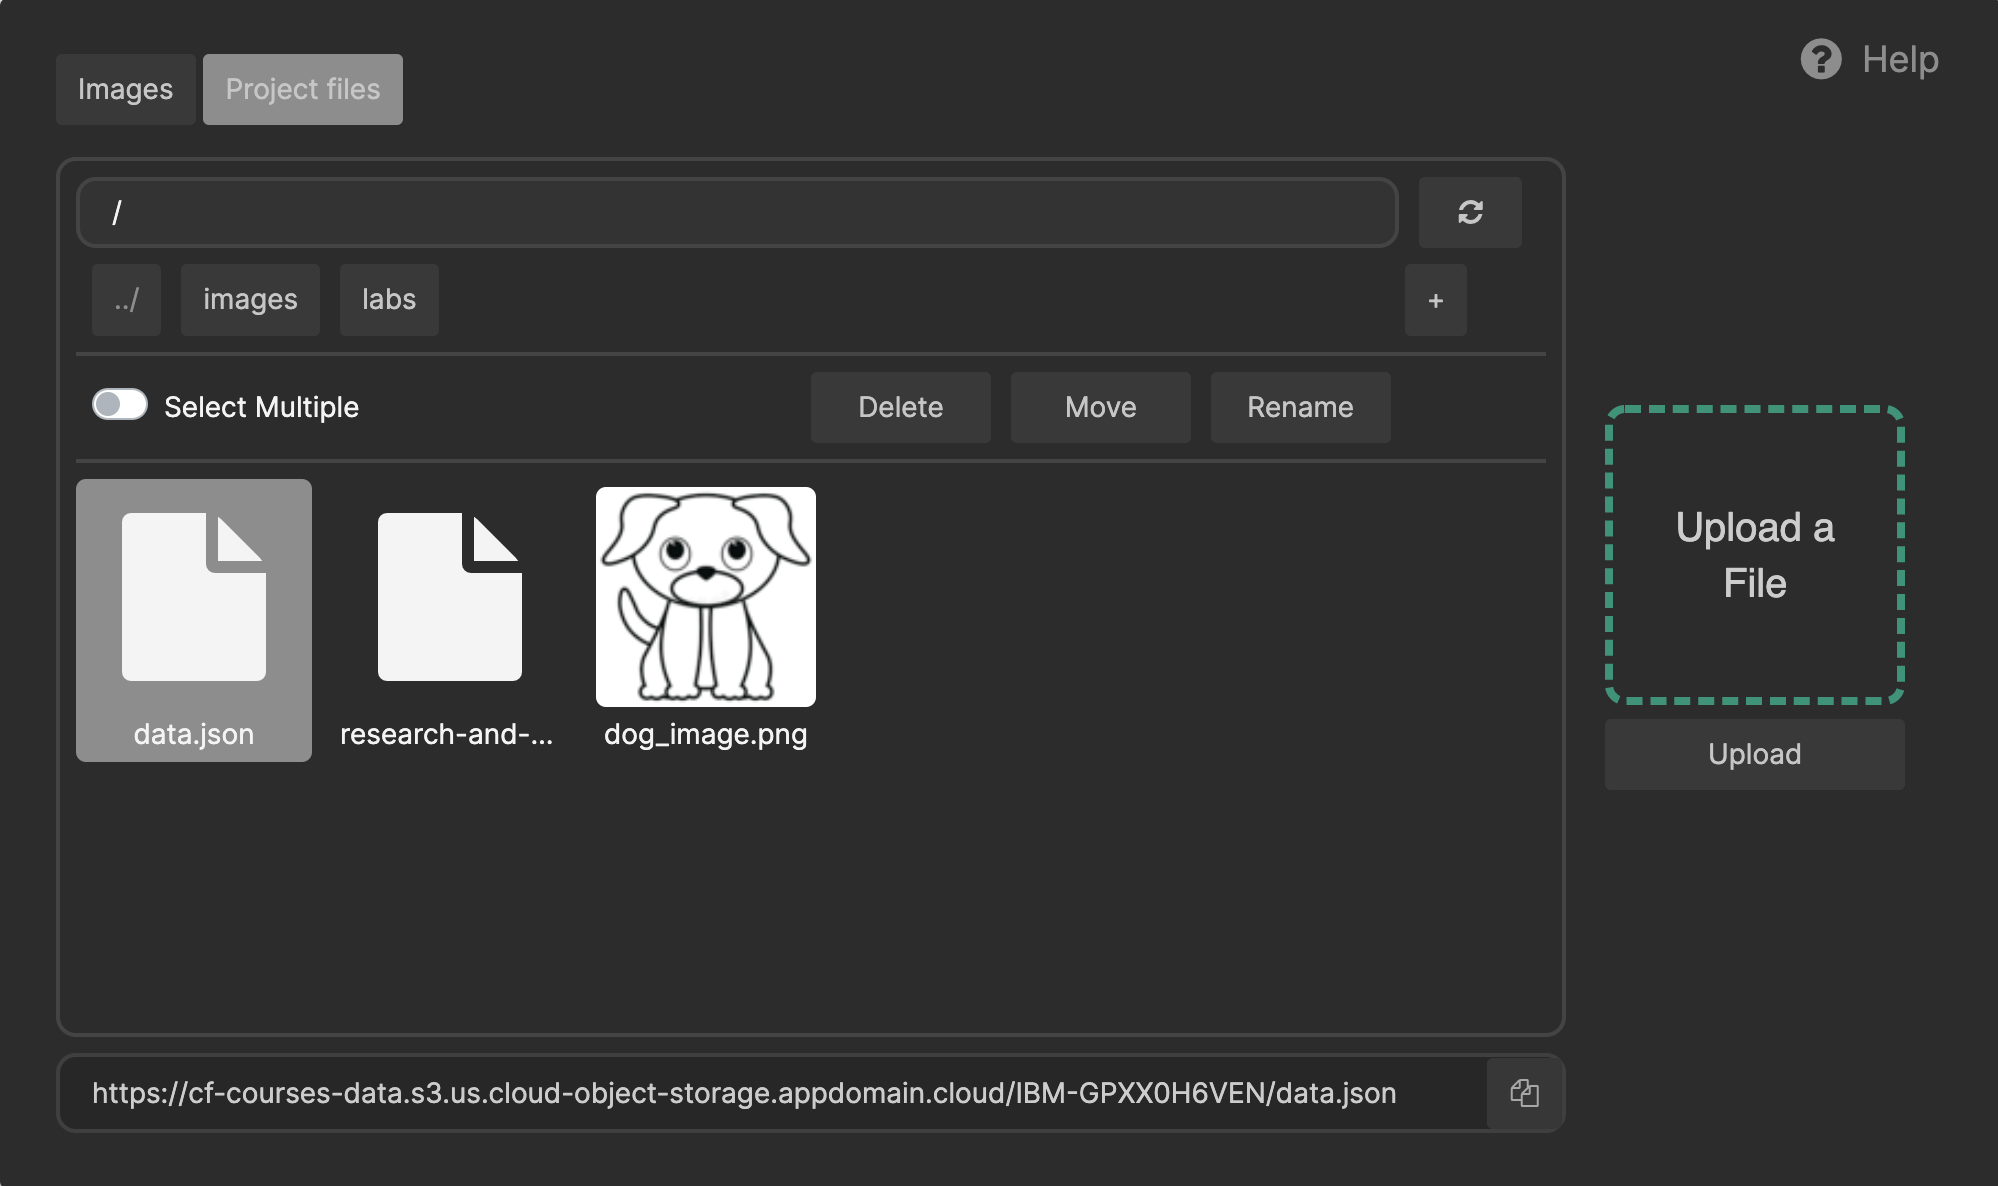 Images
Project files
Help
/
../
images
labs
+
Select Multiple
Delete
Move
Rename
data.json
research-and-...
dog_image.png
Upload a
File
Upload
https://cf-courses-data.s3.us.cloud-object-storage.appdomain.cloud/IBM-GPXX0H6VEN/data.json